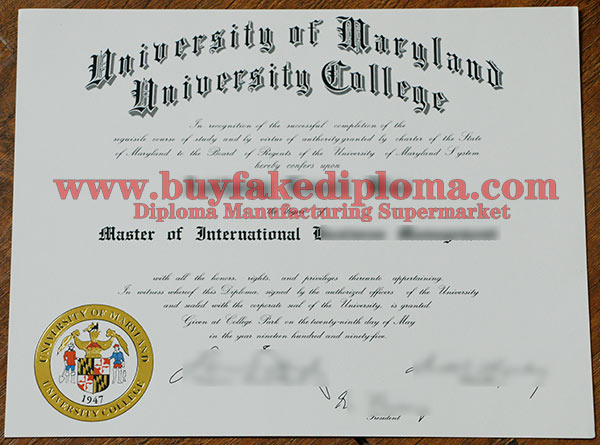 University of Maryland
University College
In recognition of the successful completion of the
requisite course of study and by virtue of authority granted by charter of the State
of Maryland to the Board of Regents of the University of Maryland System
hereby confers upon
www.buyfakediploma.com
Diploma Manufacturing Supermarket
Master of International
with all the honors, rights, and privileges thereunto appertaining.
In witness whereof this Diploma, signed by the authorized officers of the University
and sealed with the corporate seal of the University, is granted.
Given at College Park on the twenty-ninth day of May
in the year nineteen hundred and ninety-five.
UNIVERSITY OF MARYLAND
1947
UNIVERSITY COLLEGE
President